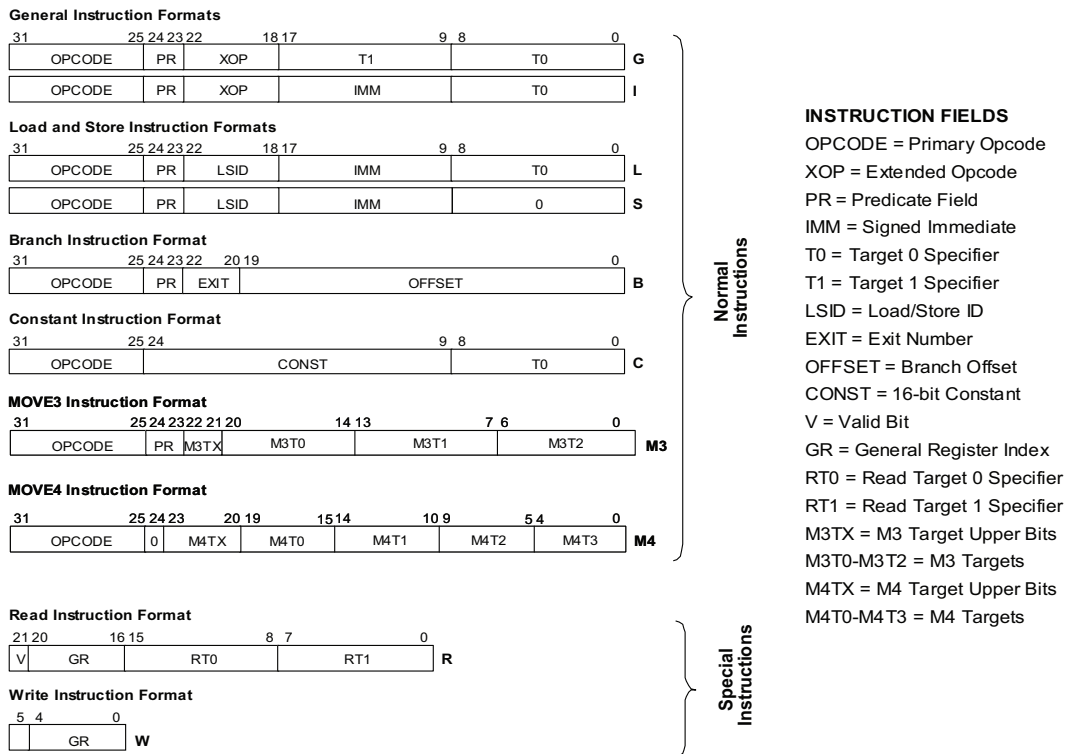 General Instruction Formats
31 25 24 23 22 18 17 9 8 0
OPCODE PR XOP T1 T0 G
OPCODE PR XOP IMM T0 I
Load and Store Instruction Formats
31 25 24 23 22 18 17 9 8 0
OPCODE PR LSID IMM T0 L
OPCODE PR LSID IMM 0 S
Branch Instruction Format
31 25 24 23 22 20 19 0
OPCODE PR EXIT OFFSET B
Constant Instruction Format
31 25 24 9 8 0
OPCODE CONST T0 C
MOVE3 Instruction Format
31 25 24 23 22 21 20 14 13 7 6 0
OPCODE PR M3TX M3T0 M3T1 M3T2 M3
MOVE4 Instruction Format
31 25 24 23 20 19 15 14 10 9 5 4 0
OPCODE 0 M4TX M4T0 M4T1 M4T2 M4T3 M4
Normal
Instructions
Read Instruction Format
21 20 16 15 8 7 0
V GR RT0 RT1 R
Write Instruction Format
5 4 0
GR W
Special
Instructions
INSTRUCTION FIELDS
OPCODE = Primary Opcode
XOP = Extended Opcode
PR = Predicate Field
IMM = Signed Immediate
T0 = Target 0 Specifier
T1 = Target 1 Specifier
LSID = Load/Store ID
EXIT = Exit Number
OFFSET = Branch Offset
CONST = 16-bit Constant
V = Valid Bit
GR = General Register Index
RT0 = Read Target 0 Specifier
RT1 = Read Target 1 Specifier
M3TX = M3 Target Upper Bits
M3T0-M3T2 = M3 Targets
M4TX = M4 Target Upper Bits
M4T0-M4T3 = M4 Targets